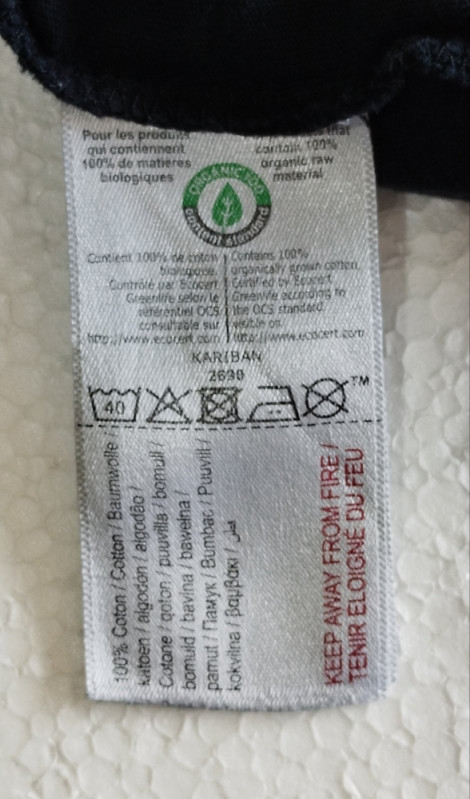 Pour les produits
qui contiennent
100% de matières
biologiques
that
contain 100%
organic raw
material
ORGANIC 100
content standard
Contient 100% de coton
biologique.
Contrôlé par Ecocert
Greenlife selon le
référentiel OCS
consultable sur
http://www.ecocert.com
Contains 100%
organically grown cotton.
Certified by Ecocert
Greenlife according to
the OCS standard
visible on
http://www.ecocert.com
KARIBAN
2690
40
TM
100% Coton / Cotton / Baumwolle /
katoen / algodón / algodão /
Cotone / coton / puuvilla / bomull /
bomuld / bavlna / bawełna /
pamut / Памук / Bumbac / Puuvill /
kokvilna / βαμβάκι /
KEEP AWAY FROM FIRE /
TENIR ELOIGNÉ DU FEU